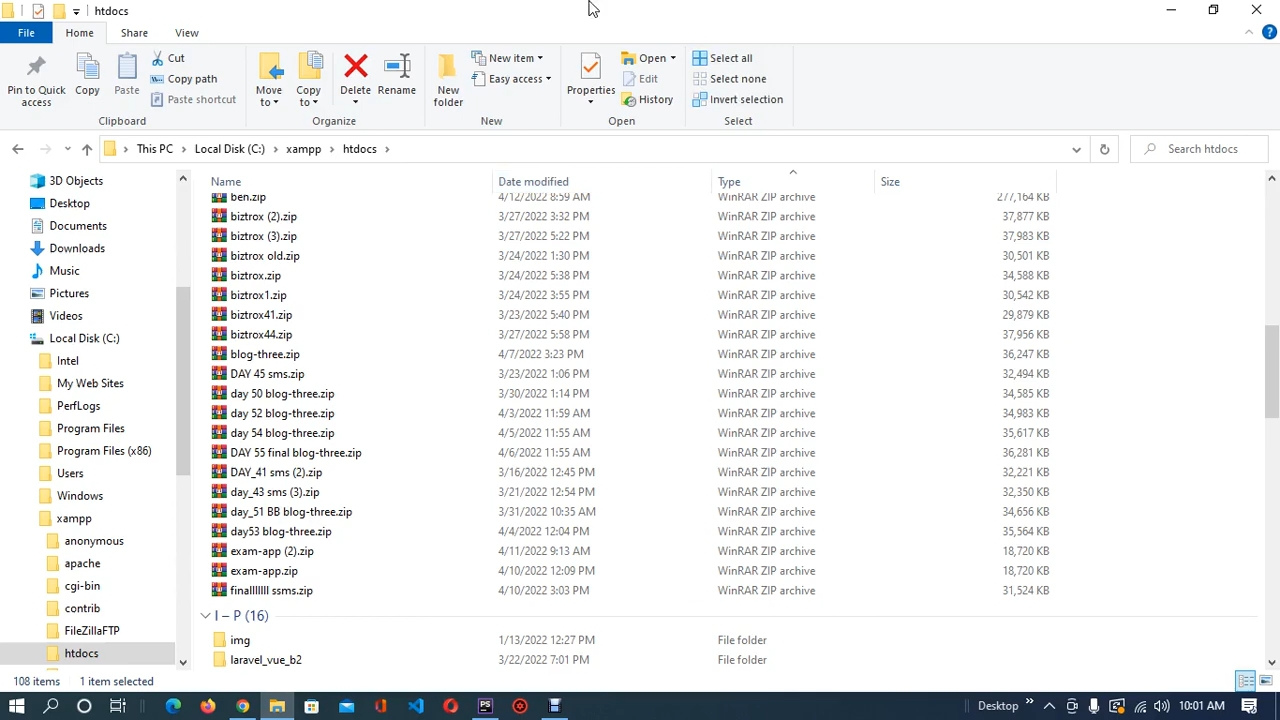 htdocs
File
Home
Share
View
Pin to Quick access
Copy
Paste
Cut
Copy path
Paste shortcut
Clipboard
Move to
Copy to
Delete
Rename
Organize
New folder
New item
Easy access
New
Properties
Open
Edit
History
Open
Select all
Select none
Invert selection
Select
This PC
Local Disk (C:)
xampp
htdocs
Search htdocs
3D Objects
Desktop
Documents
Downloads
Music
Pictures
Videos
Local Disk (C:)
Intel
My Web Sites
PerfLogs
Program Files
Program Files (x86)
Users
Windows
xampp
anonymous
apache
cgi-bin
contrib
FileZillaFTP
htdocs
Name Date modified Type Size
ben.zip 4/12/2022 8:59 AM WinRAR ZIP archive 277,164 KB
biztrox (2).zip 3/27/2022 3:32 PM WinRAR ZIP archive 37,877 KB
biztrox (3).zip 3/27/2022 5:22 PM WinRAR ZIP archive 37,983 KB
biztrox old.zip 3/24/2022 1:30 PM WinRAR ZIP archive 30,501 KB
biztrox.zip 3/24/2022 5:38 PM WinRAR ZIP archive 34,588 KB
biztrox1.zip 3/24/2022 3:55 PM WinRAR ZIP archive 30,542 KB
biztrox41.zip 3/23/2022 5:40 PM WinRAR ZIP archive 29,879 KB
biztrox44.zip 3/27/2022 5:58 PM WinRAR ZIP archive 37,956 KB
blog-three.zip 4/7/2022 3:23 PM WinRAR ZIP archive 36,247 KB
DAY 45 sms.zip 3/23/2022 1:06 PM WinRAR ZIP archive 32,494 KB
day 50 blog-three.zip 3/30/2022 1:14 PM WinRAR ZIP archive 34,585 KB
day 52 blog-three.zip 4/3/2022 11:59 AM WinRAR ZIP archive 34,983 KB
day 54 blog-three.zip 4/5/2022 11:55 AM WinRAR ZIP archive 35,617 KB
DAY 55 final blog-three.zip 4/6/2022 11:55 AM WinRAR ZIP archive 36,281 KB
DAY_41 sms (2).zip 3/16/2022 12:45 PM WinRAR ZIP archive 32,221 KB
day_43 sms (3).zip 3/21/2022 12:54 PM WinRAR ZIP archive 32,350 KB
day_51 BB blog-three.zip 3/31/2022 10:35 AM WinRAR ZIP archive 34,656 KB
day53 blog-three.zip 4/4/2022 12:04 PM WinRAR ZIP archive 35,564 KB
exam-app (2).zip 4/11/2022 9:13 AM WinRAR ZIP archive 18,720 KB
exam-app.zip 4/10/2022 12:09 PM WinRAR ZIP archive 18,720 KB
finalllllll ssms.zip 4/10/2022 3:03 PM WinRAR ZIP archive 31,524 KB
I – P (16)
img 1/13/2022 12:27 PM File folder
laravel_vue_b2 3/22/2022 7:01 PM File folder
108 items 1 item selected
Desktop » 10:01 AM